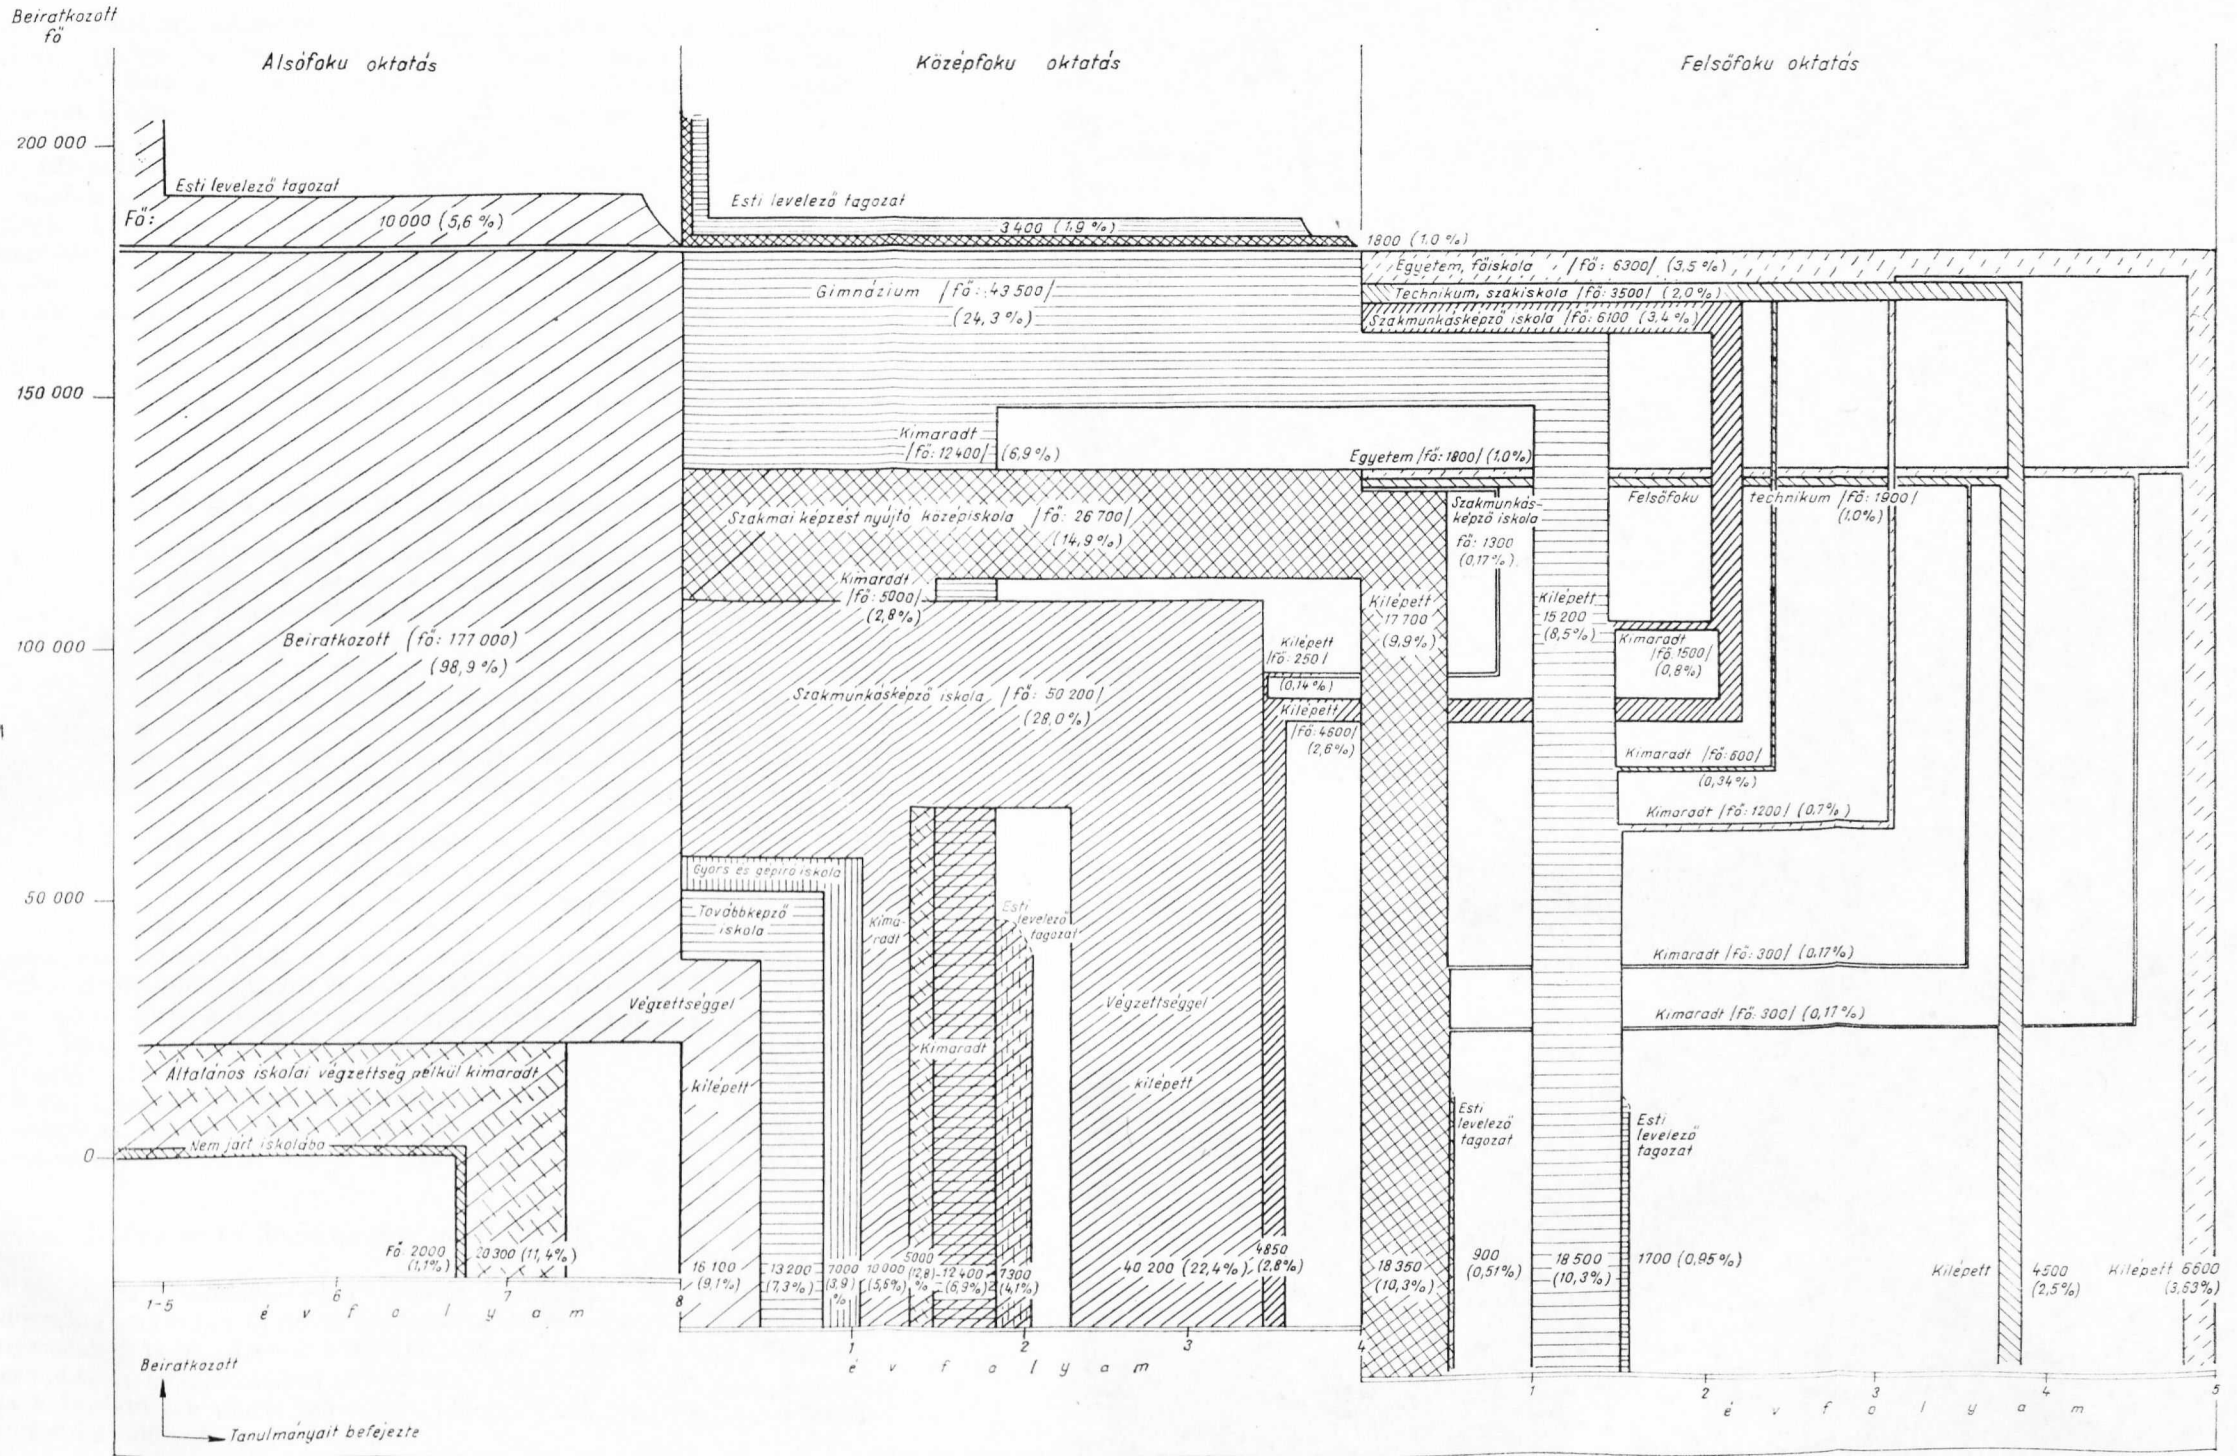 Beiratkozott
fő
Alsófoku oktatás
Középfoku oktatás
Felsőfoku oktatás
200 000
150 000
100 000
50 000
0
Esti levelező tagozat
Fő:
10 000 (5,6 %)
Beiratkozott (fő: 177 000)
(98,9 %)
Általános iskolai végzettség nélkül kimaradt
Nem járt iskolába
Fő: 2000
(1,1%)
20 300 (11,4%)
1-5
6
7
8
é v f o l y a m
Beiratkozott
Tanulmányait befejezte
Esti levelező tagozat
3 400 (1,9 %)
1800 (1,0 %)
Gimnázium /fő: 43 500/
(24,3 %)
Kimaradt
/fő: 12 400/ (6,9 %)
Szakmai képzést nyújtó középiskola /fő: 26 700/
(14,9 %)
Kimaradt
/fő: 5000/
(2,8%)
Szakmunkásképző iskola /fő: 50 200/
(28,0 %)
Kilépett
/fő: 250/
(0,14 %)
Kilépett
/fő: 4600/
(2,6%)
Gyors és gépíró iskola
Továbbképző
iskola
Végzettséggel
kilépett
Kima-
radt
Kimaradt
Esti
levelező
tagozat
Végzettséggel
kilépett
16 100
(9,1%)
13 200
(7,3%)
7000
(3,9)
%
10 000
(5,6%)
5000
(12,8)
%
12 400
(6,9%)
7300
(4,1%)
40 200 (22,4%)
4850
(2,8%)
1
2
3
4
é v f o l y a m
Egyetem, főiskola /fő: 6300/ (3,5 %)
Technikum, szakiskola /fő: 3500/ (2,0 %)
Szakmunkásképző iskola /fő: 6100 (3,4 %)
Egyetem /fő: 1800/ (1,0%)
Szakmunkás-
képző iskola
fő: 1300
(0,17 %)
Felsőfoku technikum /fő: 1900/
(1,0%)
Kilépett
17 700
(9,9%)
Kilépett
15 200
(8,5%)
Kimaradt
/fő: 1500/
(0,8%)
Kimaradt /fő: 600/
(0,34 %)
Kimaradt /fő: 1200/ (0,7%)
Kimaradt /fő: 300/ (0,17%)
Kimaradt /fő: 300/ (0,17%)
Esti
levelező
tagozat
Esti
levelező
tagozat
18 350
(10,3%)
900
(0,51%)
18 500
(10,3%)
1700 (0,95%)
Kilépett
4500
(2,5%)
Kilépett 6600
(3,63%)
1
2
3
4
5
é v f o l y a m